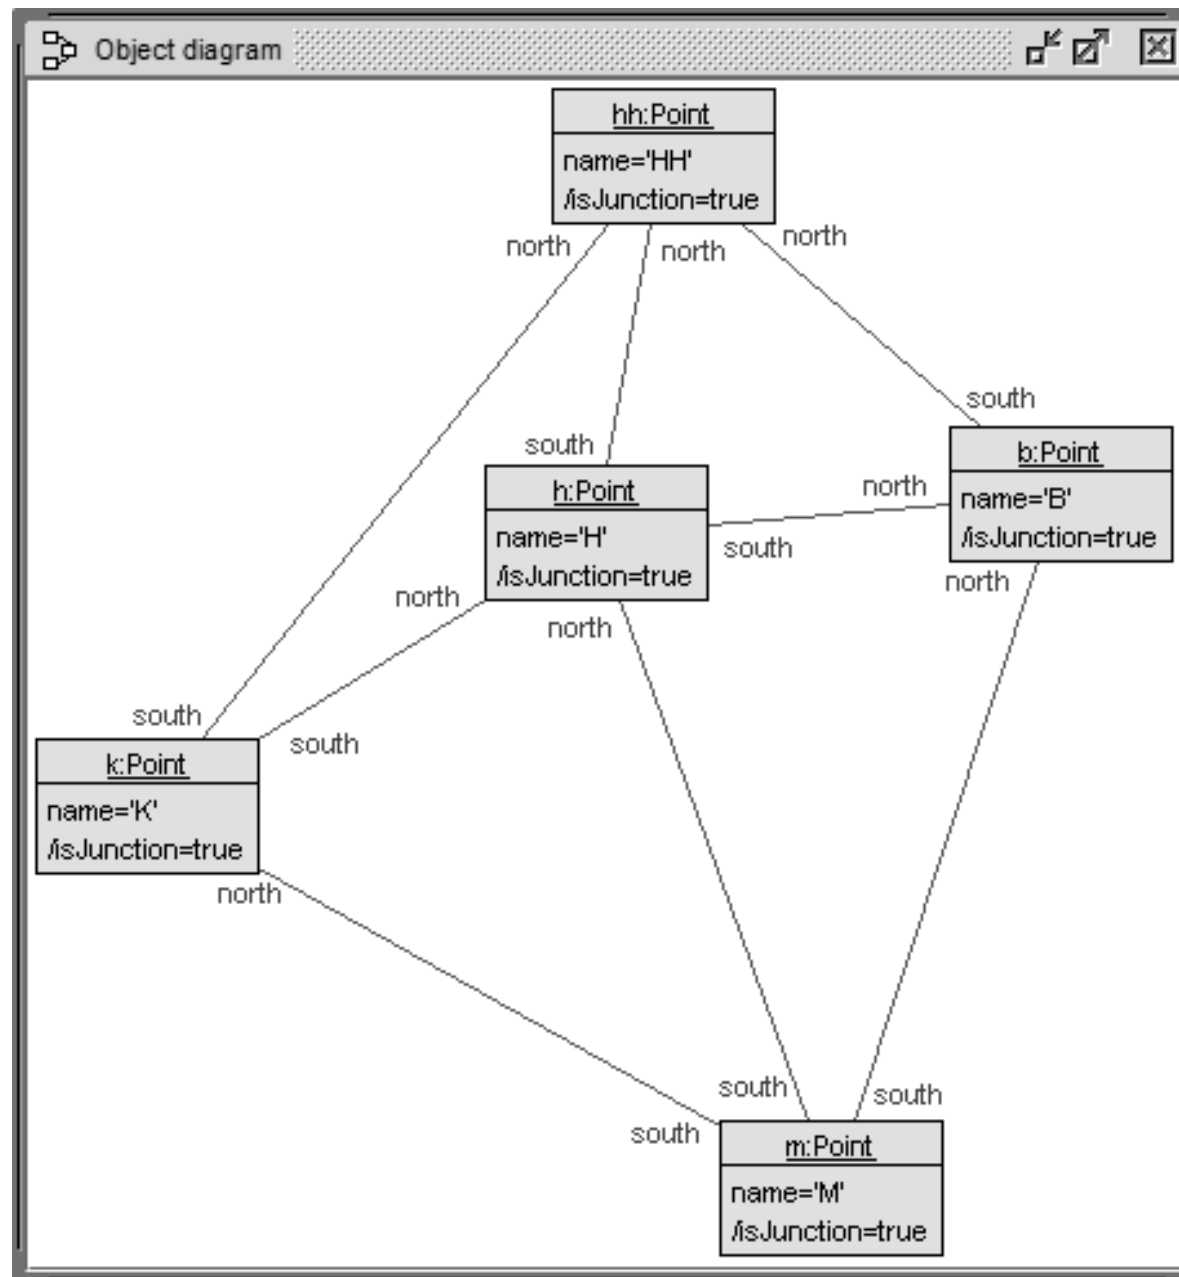 Object diagram
hh:Point
name='HH'
/isJunction=true
north
north
north
south
south
b:Point
name='B'
/isJunction=true
h:Point
name='H'
/isJunction=true
north
south
north
north
north
south
south
k:Point
name='K'
/isJunction=true
north
south
south
south
m:Point
name='M'
/isJunction=true